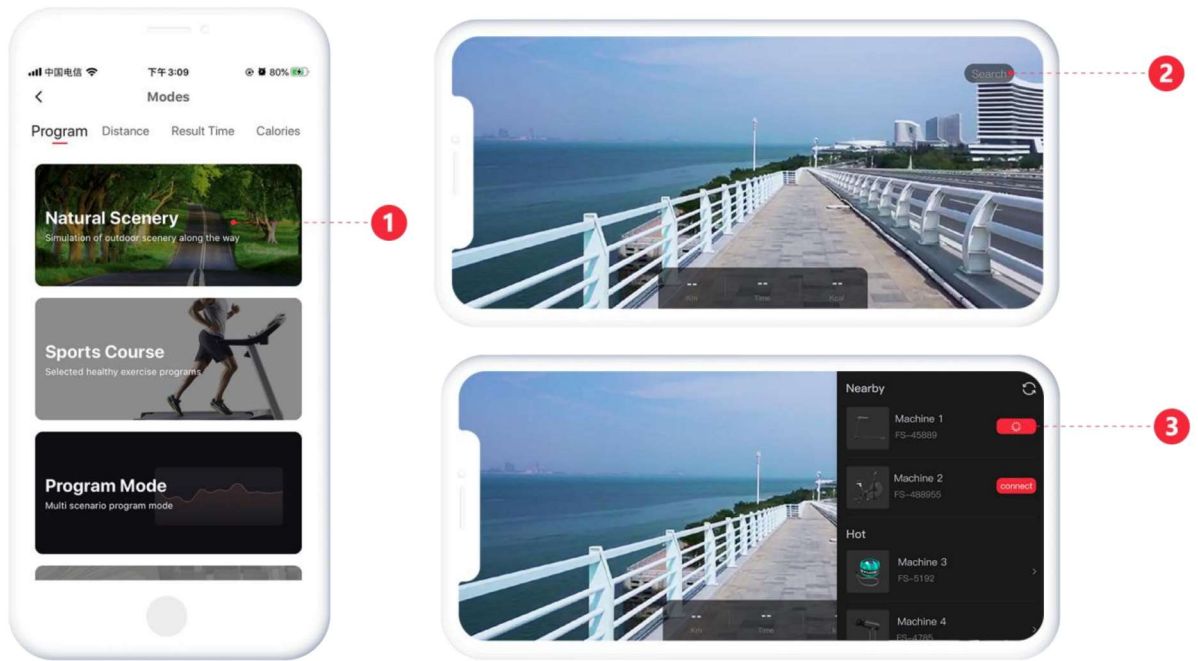 中国电信
下午3:09
80%
Modes
Program Distance Result Time Calories
Natural Scenery
Simulation of outdoor scenery along the way
1
Sports Course
Selected healthy exercise programs
Program Mode
Multi scenario program mode
Search
2
-- -- --
Km Time Kcal
Nearby
Machine 1
FS-45889
3
Machine 2
FS-489955
connect
Hot
Machine 3
FS-5192
Machine 4
FS-4785
-- --
Km Time